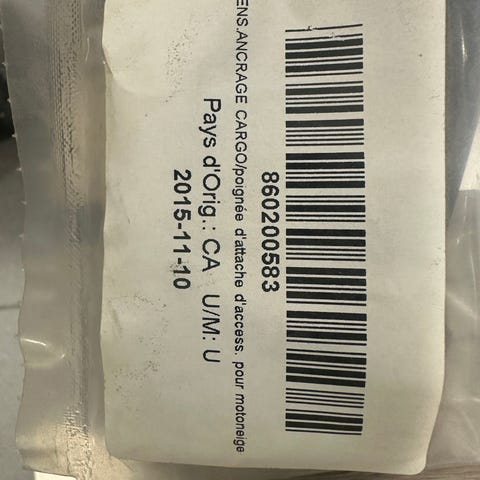 860200583
ENS.ANCRAGE CARGO/poignée d'attache d'access. pour motoneige
Pays d'Orig.: CA U/M: U
2015-11-10